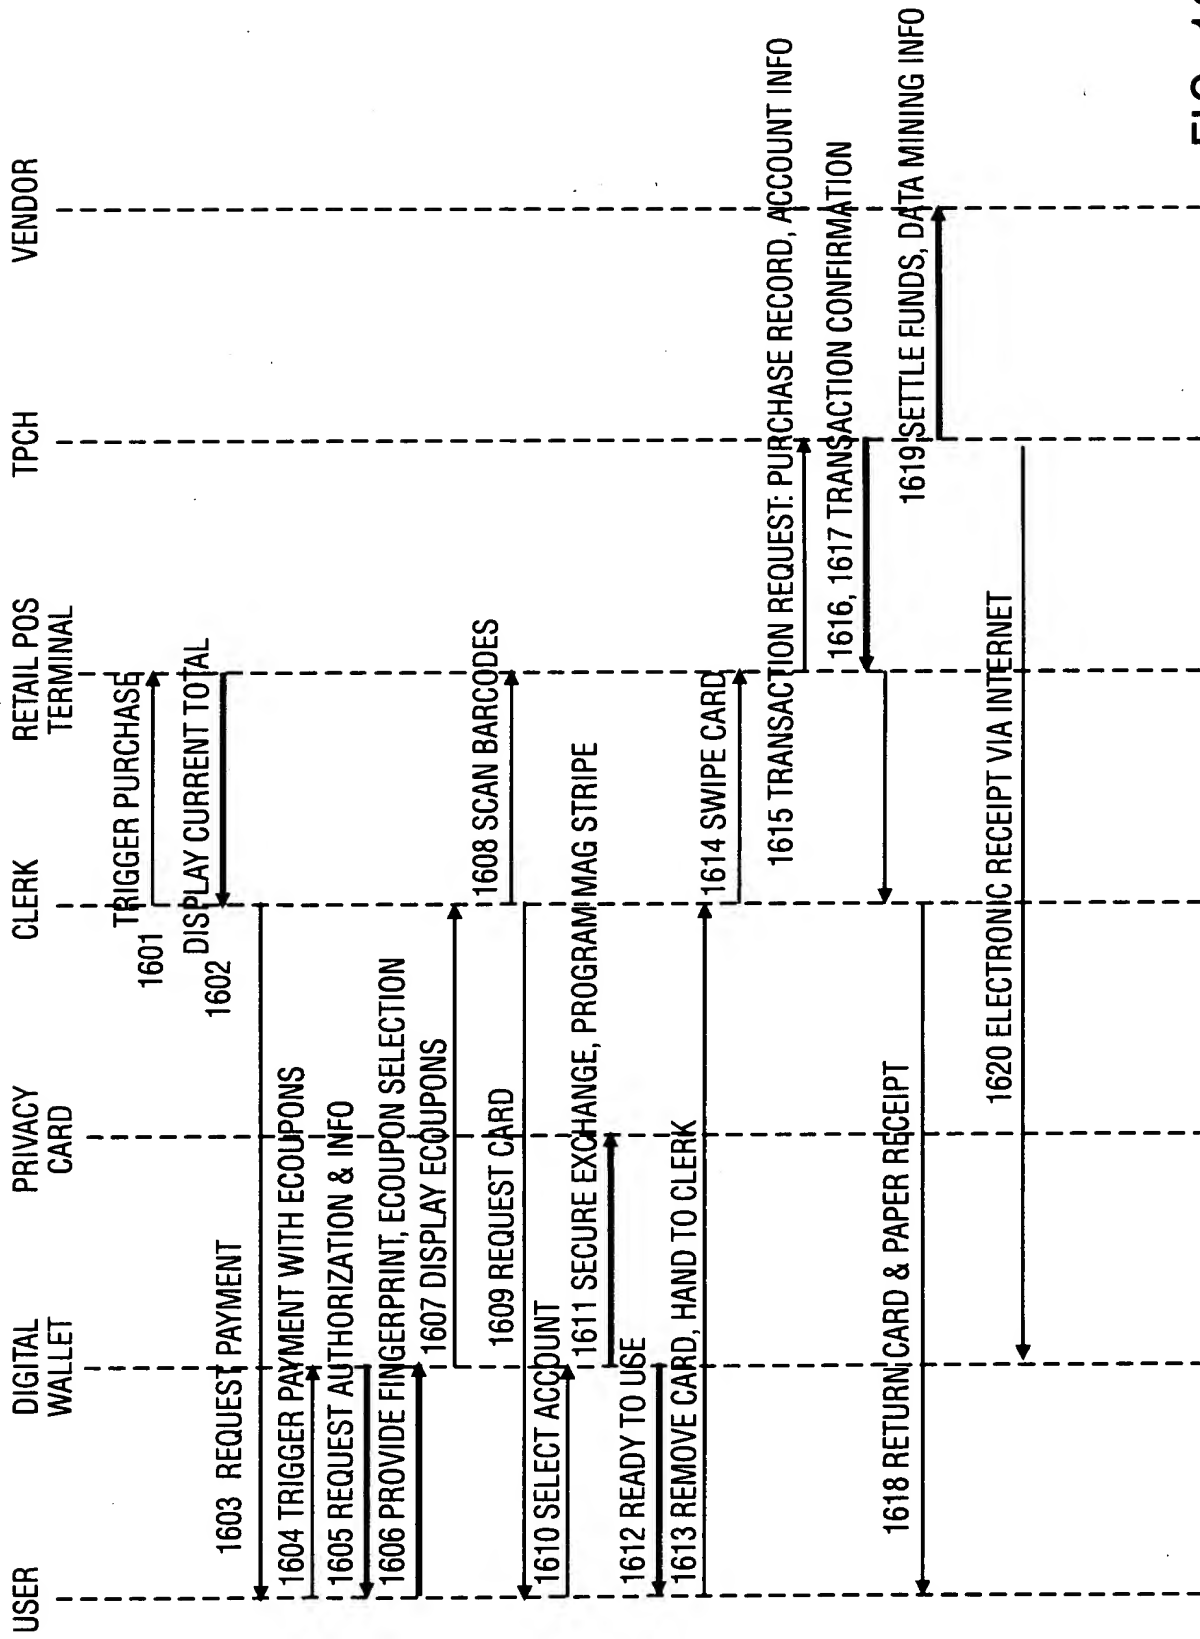 USER
DIGITAL
WALLET
PRIVACY
CARD
CLERK
RETAIL POS
TERMINAL
TPCH
VENDOR
TRIGGER PURCHASE
1601
DISPLAY CURRENT TOTAL
1602
1603 REQUEST PAYMENT
1604 TRIGGER PAYMENT WITH ECOUPONS
1605 REQUEST AUTHORIZATION & INFO
1606 PROVIDE FINGERPRINT, ECOUPON SELECTION
1607 DISPLAY ECOUPONS
1608 SCAN BARCODES
1609 REQUEST CARD
1610 SELECT ACCOUNT
1611 SECURE EXCHANGE, PROGRAM MAG STRIPE
1612 READY TO USE
1613 REMOVE CARD, HAND TO CLERK
1614 SWIPE CARD
1615 TRANSACTION REQUEST: PURCHASE RECORD, ACCOUNT INFO
1616, 1617 TRANSACTION CONFIRMATION
1618 RETURN CARD & PAPER RECEIPT
1619 SETTLE FUNDS, DATA MINING INFO
1620 ELECTRONIC RECEIPT VIA INTERNET